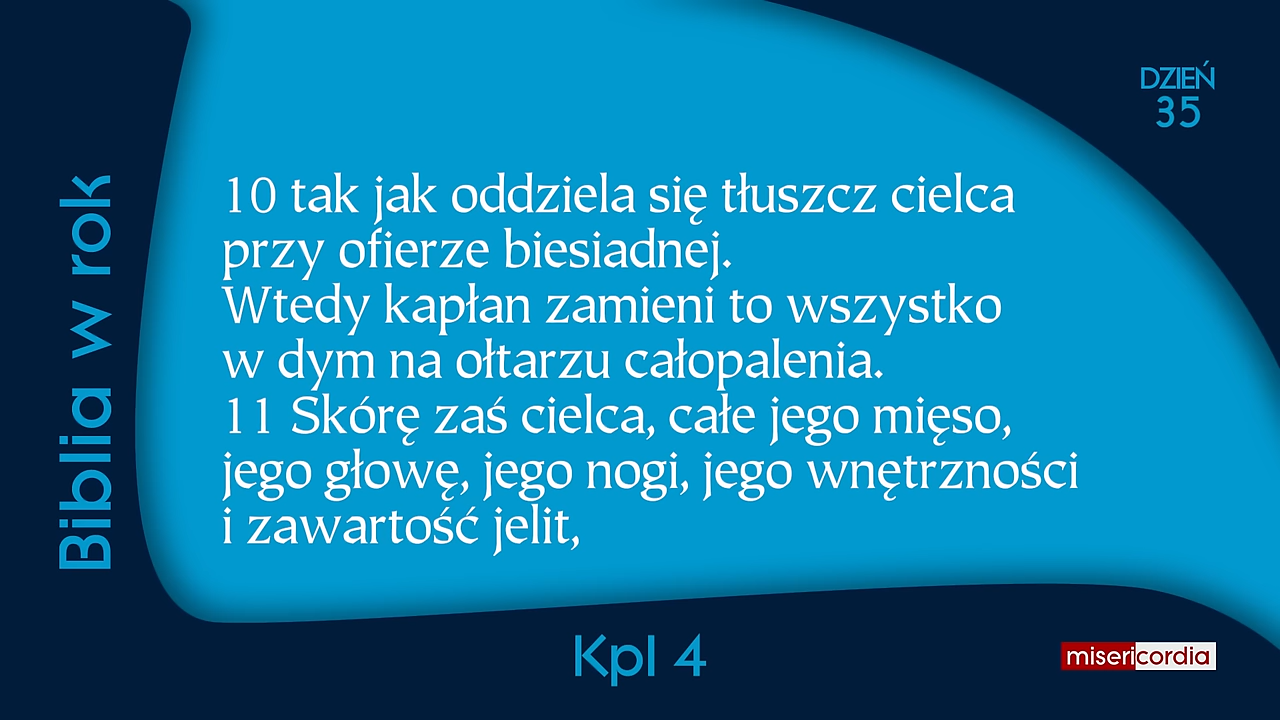 DZIEŃ
35
Biblia w rok
10 tak jak oddziela się tłuszcz cielca
przy ofierze biesiadnej.
Wtedy kapłan zamieni to wszystko
w dym na ołtarzu całopalenia.
11 Skórę zaś cielca, całe jego mięso,
jego głowę, jego nogi, jego wnętrzności
i zawartość jelit,
Kpl 4
misericordia